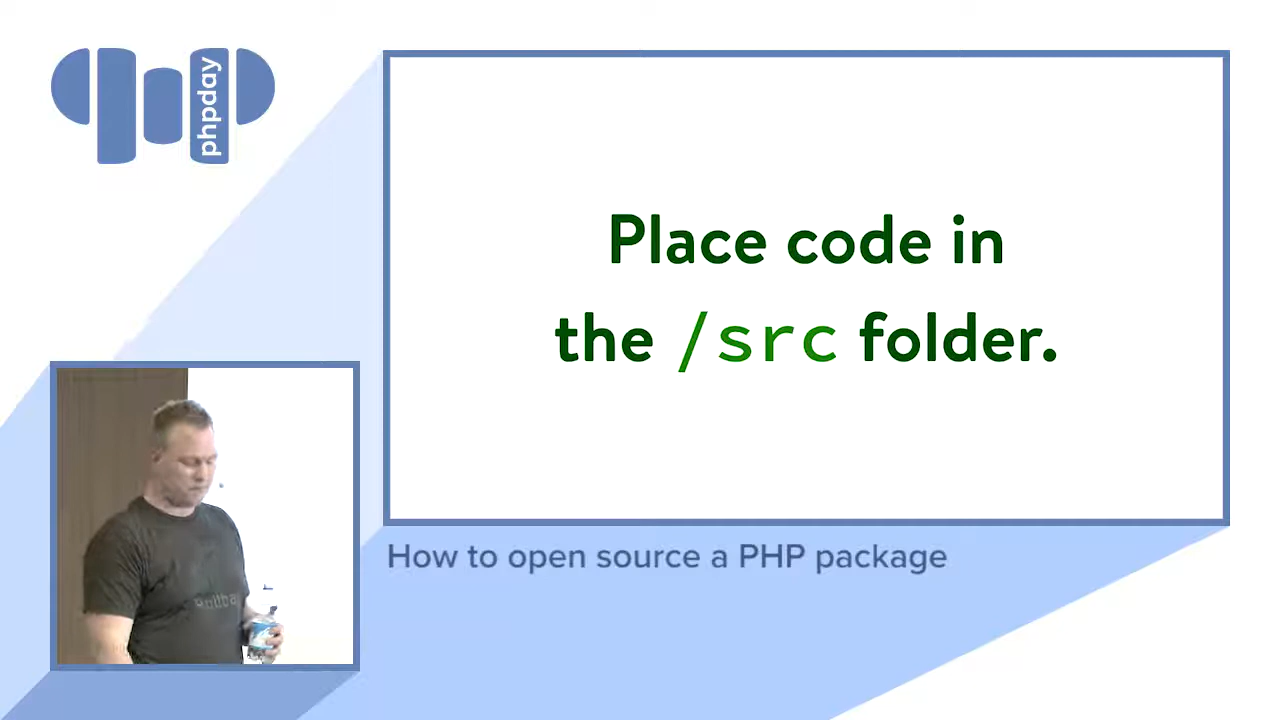 phpday
Place code in
the /src folder.
How to open source a PHP package